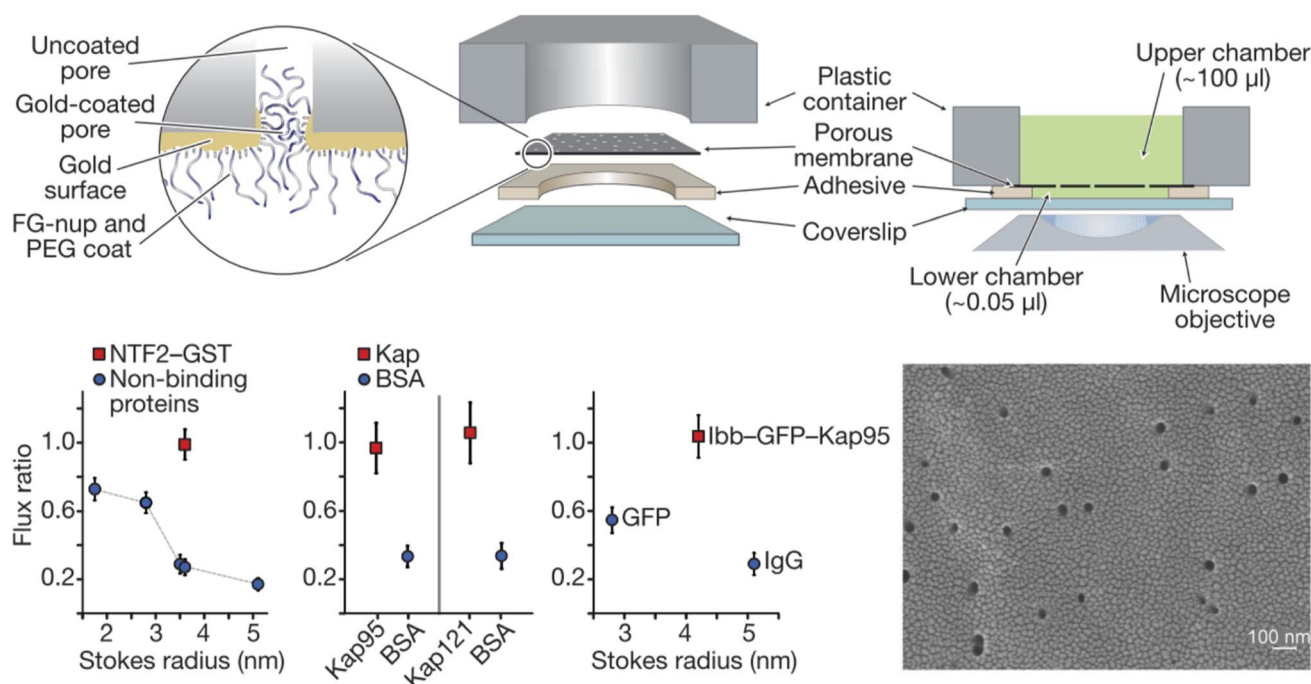 Uncoated
pore
Gold-coated
pore
Gold
surface
FG-nup and
PEG coat
Plastic
container
Porous
membrane
Adhesive
Coverslip
Upper chamber
(~100 µl)
Lower chamber
(~0.05 µl)
Microscope
objective
NTF2–GST
Non-binding
proteins
Flux ratio
1.0
0.6
0.2
2 3 4 5
Stokes radius (nm)
Kap
BSA
1.0
0.6
0.2
Kap95 BSA Kap121 BSA
1.0
0.6
0.2
Ibb–GFP–Kap95
GFP
IgG
3 4 5
Stokes radius (nm)
100 nm